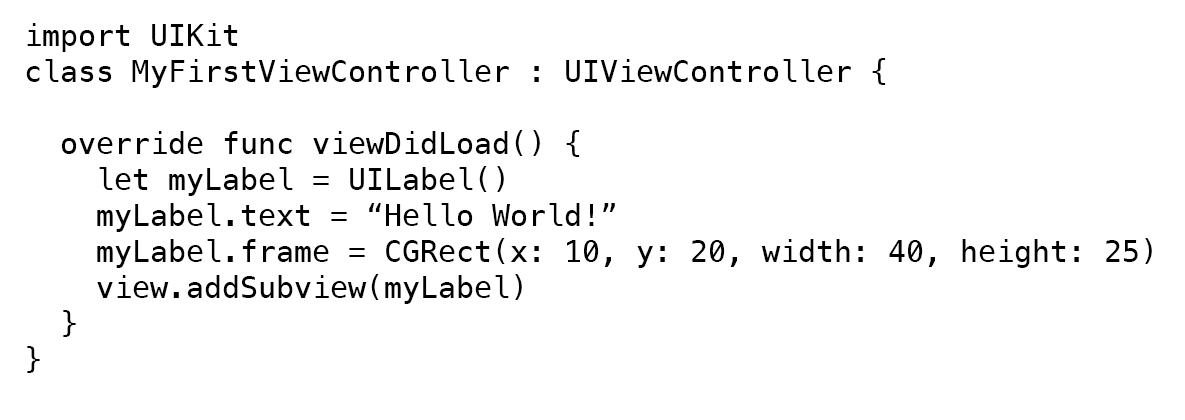 import UIKit
class MyFirstViewController : UIViewController {

  override func viewDidLoad() {
    let myLabel = UILabel()
    myLabel.text = “Hello World!”
    myLabel.frame = CGRect(x: 10, y: 20, width: 40, height: 25)
    view.addSubview(myLabel)
  }
}